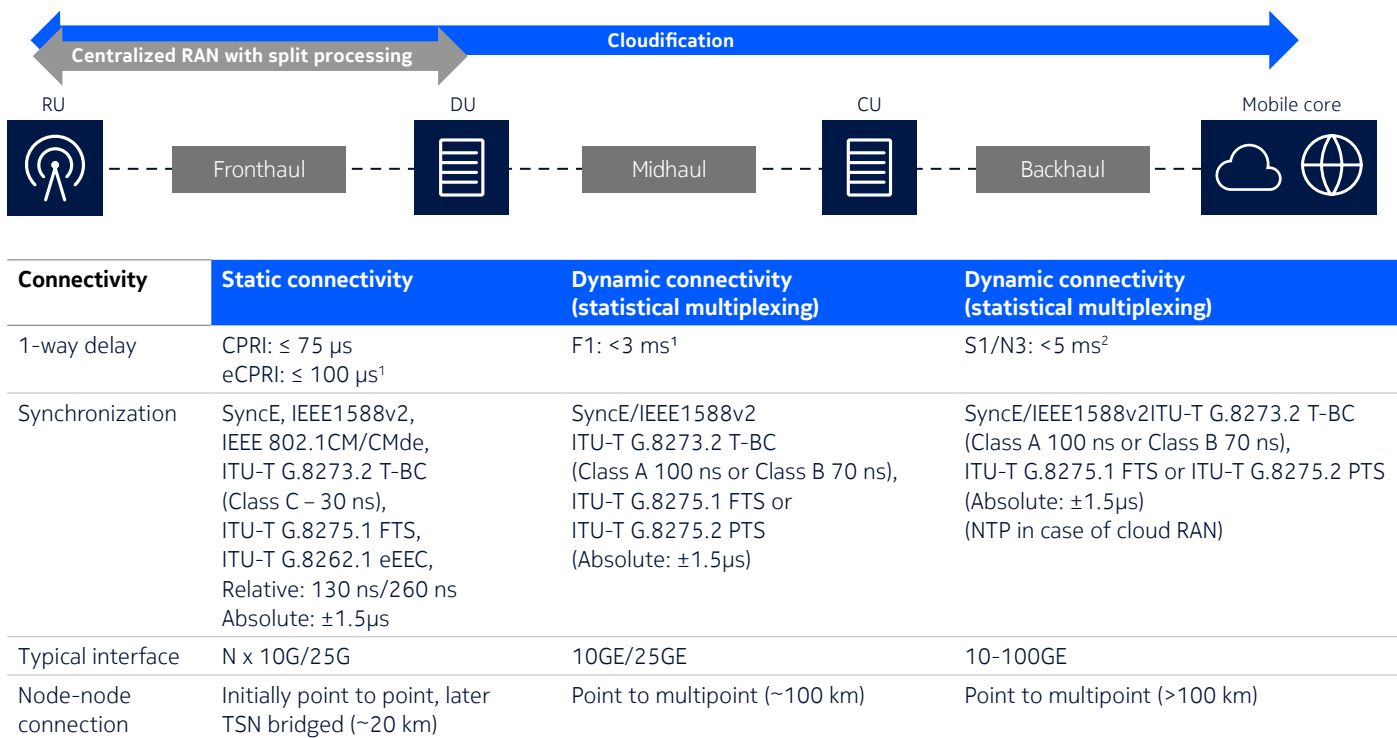 Cloudification
Centralized RAN with split processing
RU
DU
CU
Mobile core
Fronthaul
Midhaul
Backhaul
Connectivity
Static connectivity
Dynamic connectivity
(statistical multiplexing)
Dynamic connectivity
(statistical multiplexing)
1-way delay
CPRI: ≤ 75 µs
eCPRI: ≤ 100 µs¹
F1: <3 ms¹
S1/N3: <5 ms²
Synchronization
SyncE, IEEE1588v2,
IEEE 802.1CM/CMde,
ITU-T G.8273.2 T-BC
(Class C – 30 ns),
ITU-T G.8275.1 FTS,
ITU-T G.8262.1 eEEC,
Relative: 130 ns/260 ns
Absolute: ±1.5µs
SyncE/IEEE1588v2
ITU-T G.8273.2 T-BC
(Class A 100 ns or Class B 70 ns),
ITU-T G.8275.1 FTS or
ITU-T G.8275.2 PTS
(Absolute: ±1.5µs)
SyncE/IEEE1588v2ITU-T G.8273.2 T-BC
(Class A 100 ns or Class B 70 ns),
ITU-T G.8275.1 FTS or ITU-T G.8275.2 PTS
(Absolute: ±1.5µs)
(NTP in case of cloud RAN)
Typical interface
N x 10G/25G
10GE/25GE
10-100GE
Node-node
connection
Initially point to point, later
TSN bridged (~20 km)
Point to multipoint (~100 km)
Point to multipoint (>100 km)